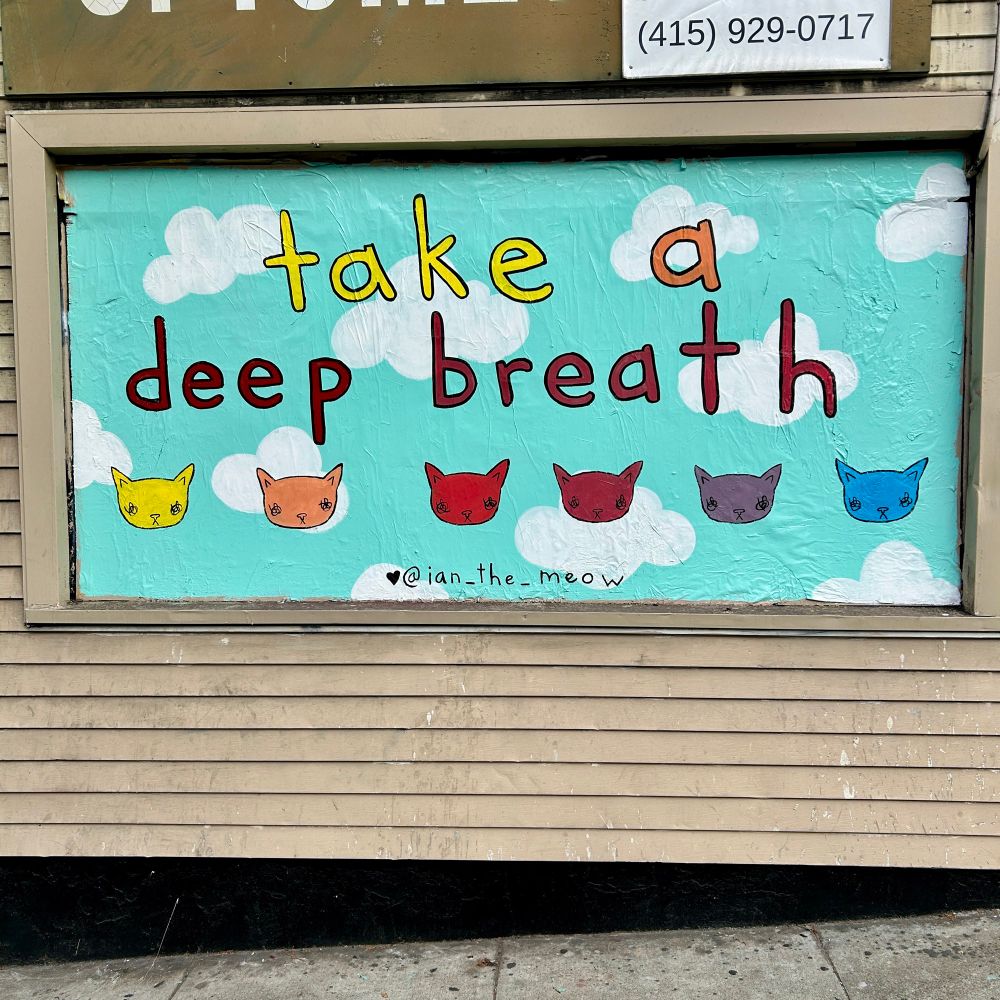 (415) 929-0717
take a
deep breath
♥@ian_the_meow